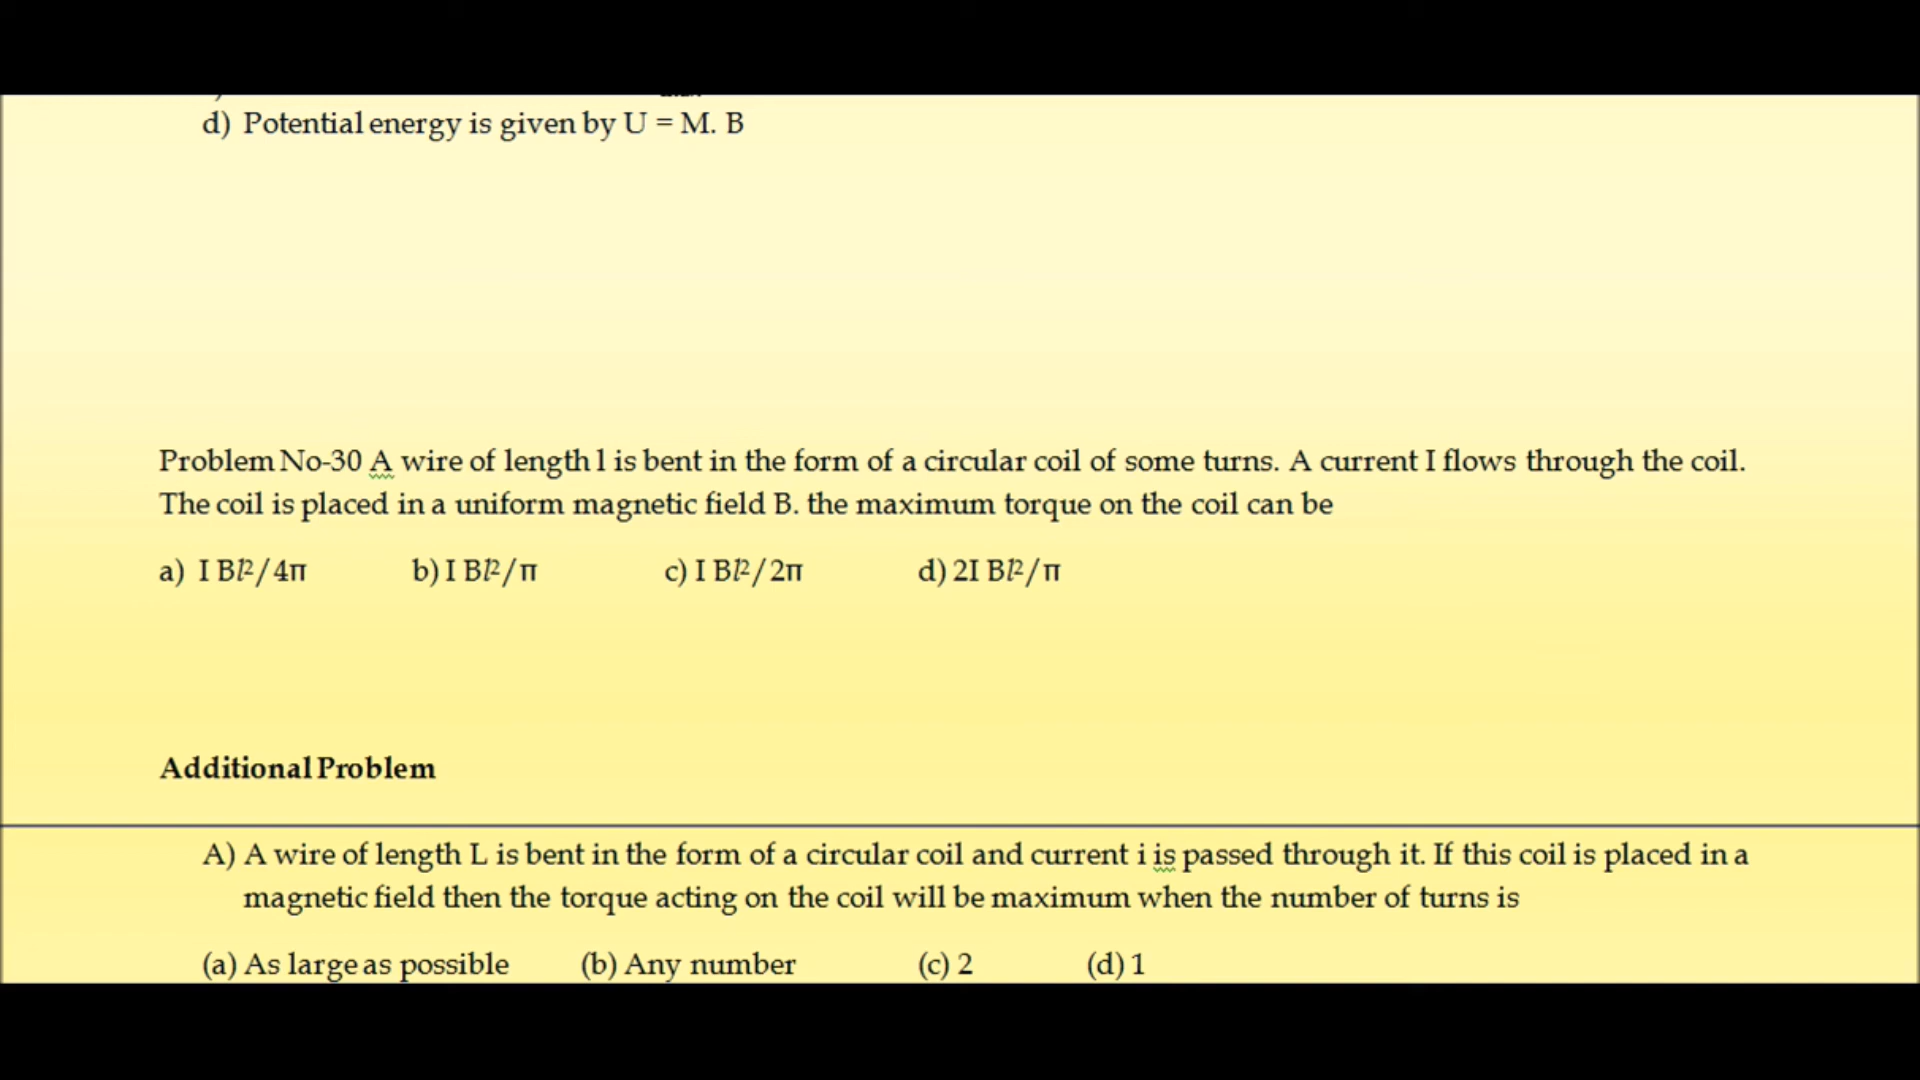 d) Potential energy is given by U = M. B
Problem No-30 A wire of length l is bent in the form of a circular coil of some turns. A current I flows through the coil.
The coil is placed in a uniform magnetic field B. the maximum torque on the coil can be
a) I Bl²/4π b) I Bl²/π c) I Bl²/2π d) 2I Bl²/π
Additional Problem
A) A wire of length L is bent in the form of a circular coil and current i is passed through it. If this coil is placed in a
magnetic field then the torque acting on the coil will be maximum when the number of turns is
(a) As large as possible (b) Any number (c) 2 (d) 1